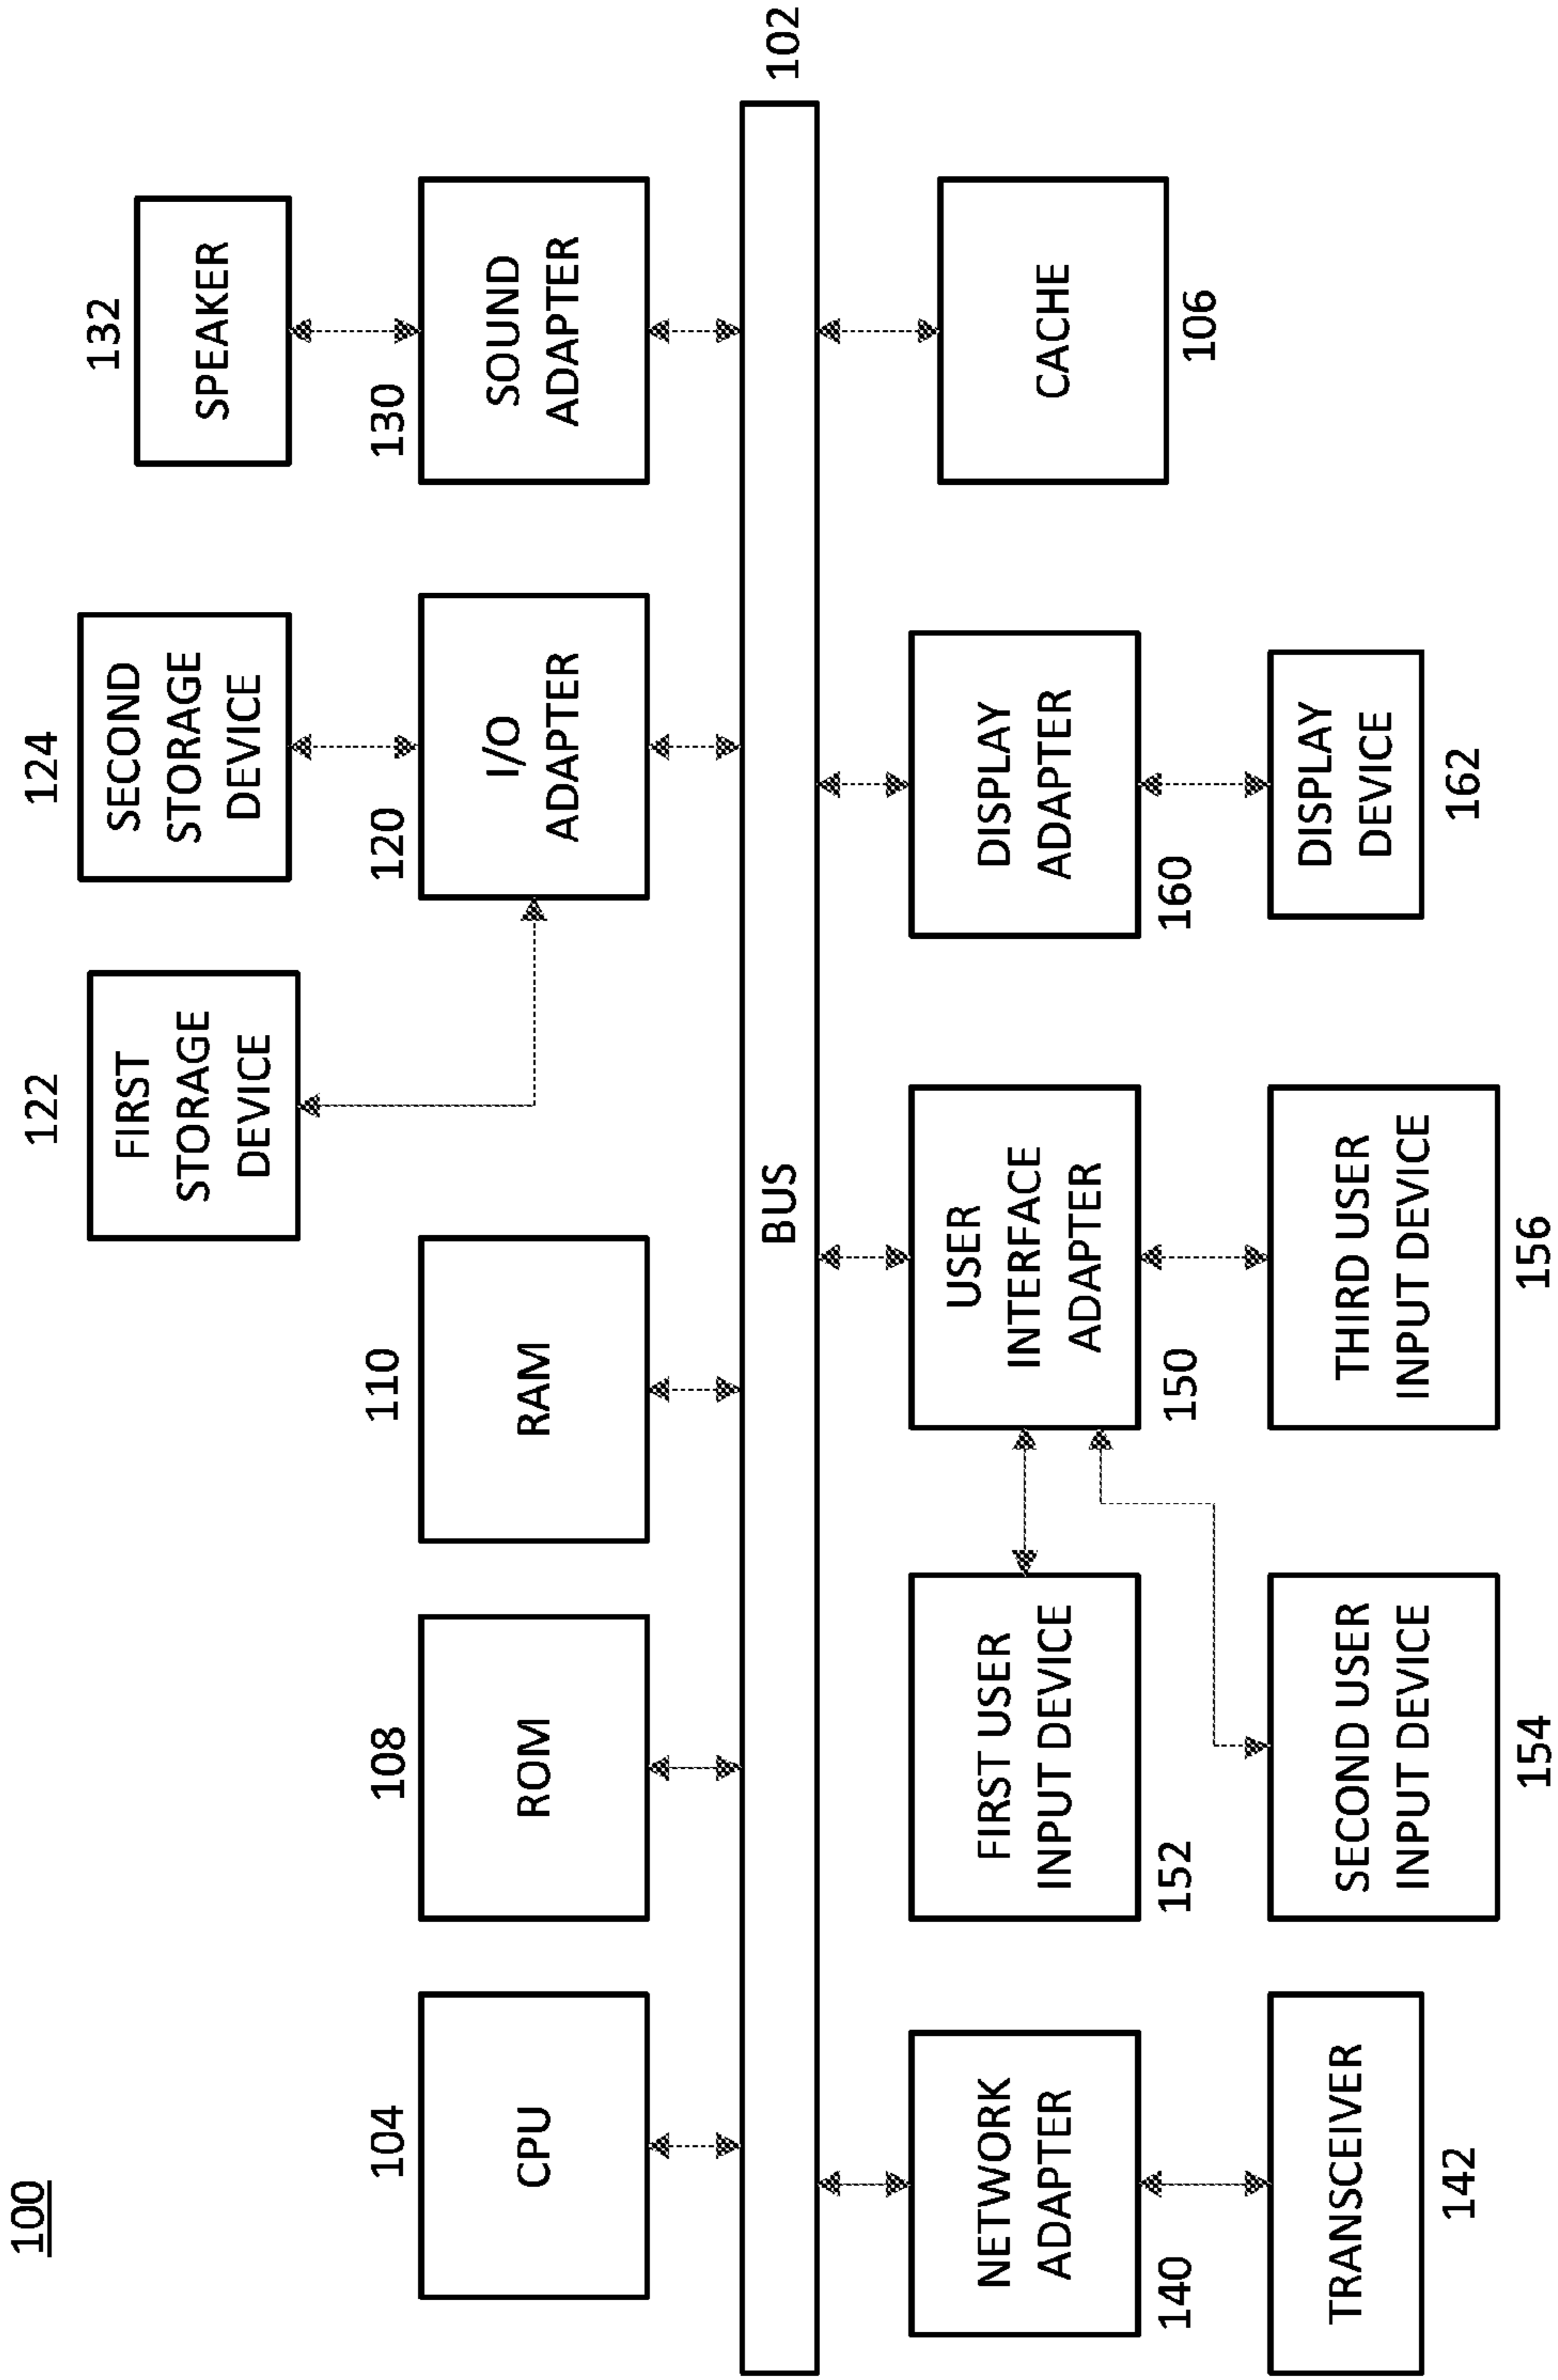 100
122
124
132
FIRST
STORAGE
DEVICE
SECOND
STORAGE
DEVICE
SPEAKER
104
108
110
120
130
CPU
ROM
RAM
I/O
ADAPTER
SOUND
ADAPTER
BUS
102
NETWORK
ADAPTER
FIRST USER
INPUT DEVICE
USER
INTERFACE
ADAPTER
DISPLAY
ADAPTER
CACHE
140
152
150
160
106
TRANSCEIVER
SECOND USER
INPUT DEVICE
THIRD USER
INPUT DEVICE
DISPLAY
DEVICE
142
154
156
162